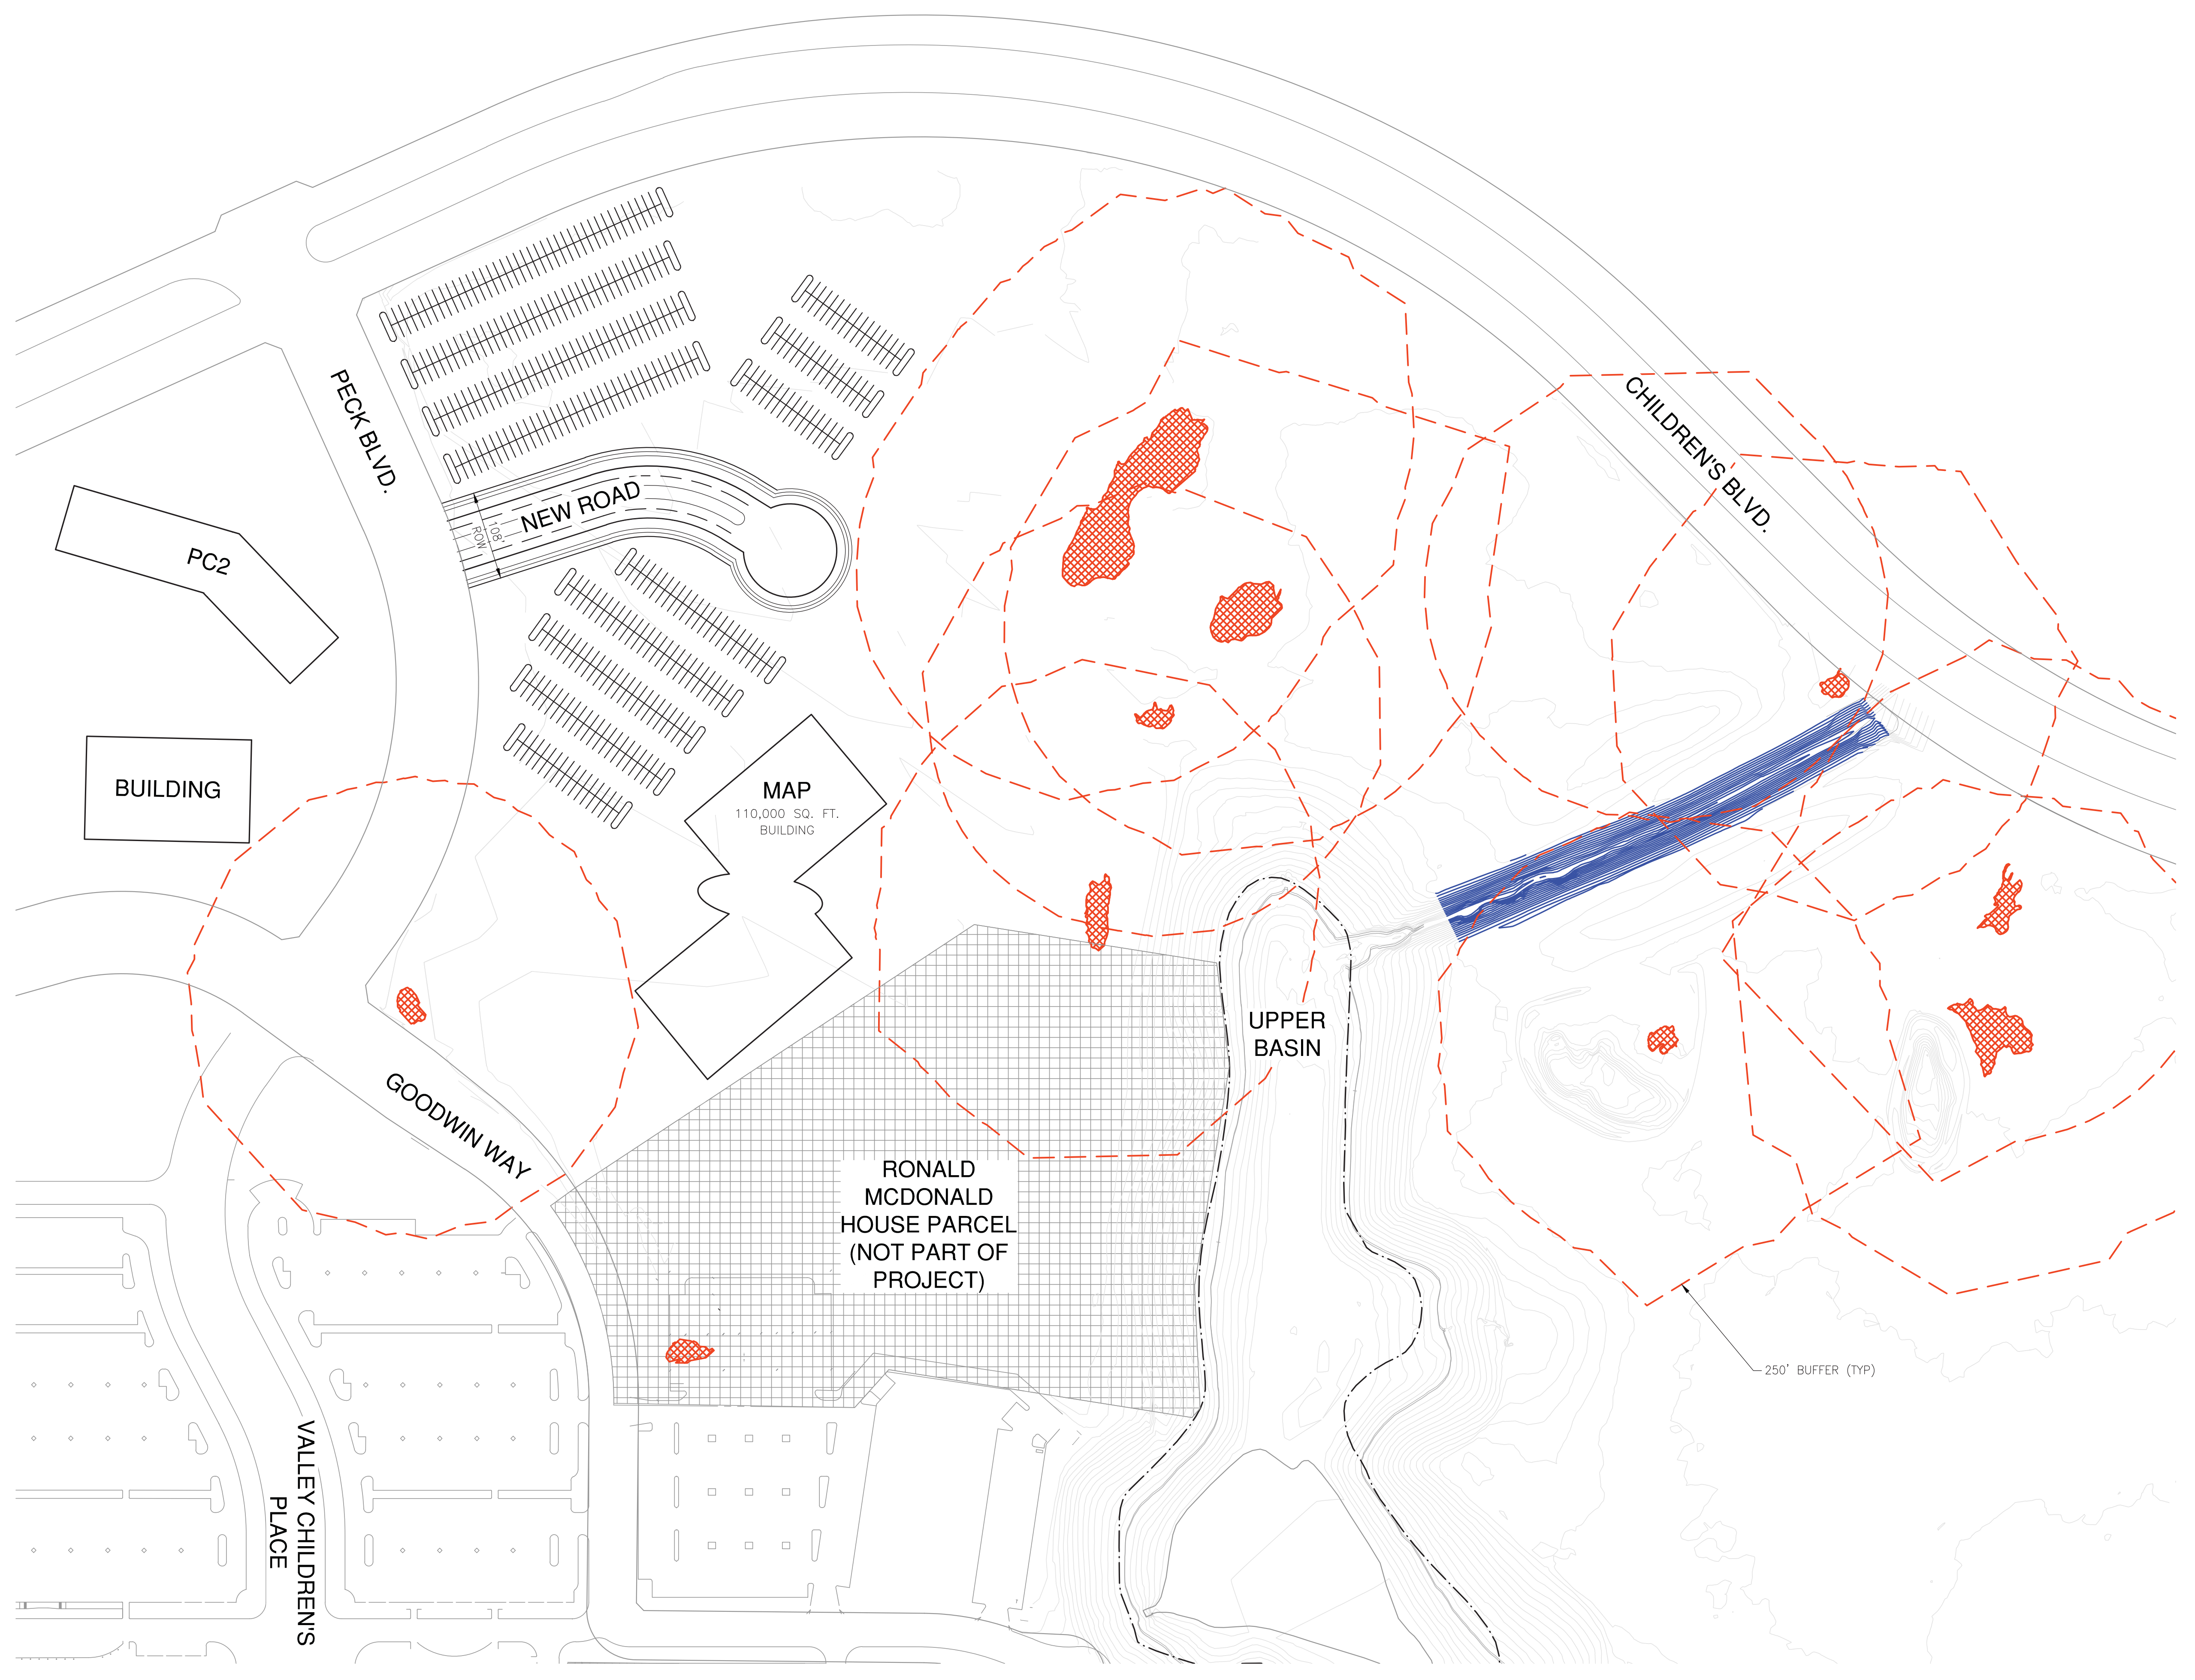 CHILDREN'S BLVD.
PECK BLVD.
NEW ROAD
108'
ROW
PC2
BUILDING
MAP
110,000 SQ. FT.
BUILDING
UPPER
BASIN
GOODWIN WAY
RONALD
MCDONALD
HOUSE PARCEL
(NOT PART OF
PROJECT)
250' BUFFER (TYP)
VALLEY CHILDREN'S
PLACE